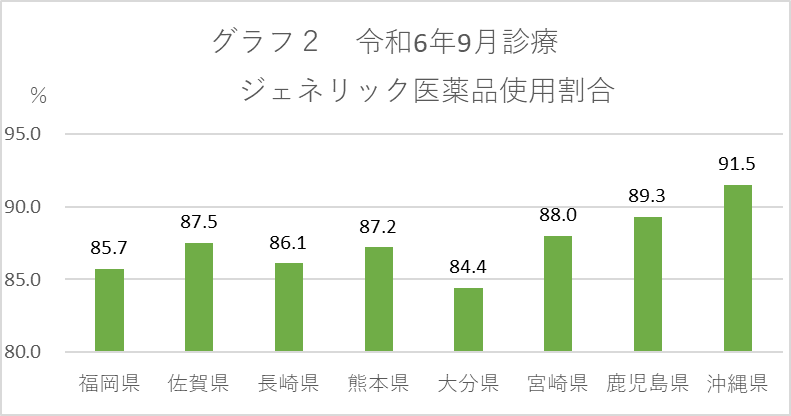 グラフ２　令和6年9月診療
ジェネリック医薬品使用割合
%
95.0
90.0
85.0
80.0
85.7
87.5
86.1
87.2
84.4
88.0
89.3
91.5
福岡県
佐賀県
長崎県
熊本県
大分県
宮崎県
鹿児島県
沖縄県